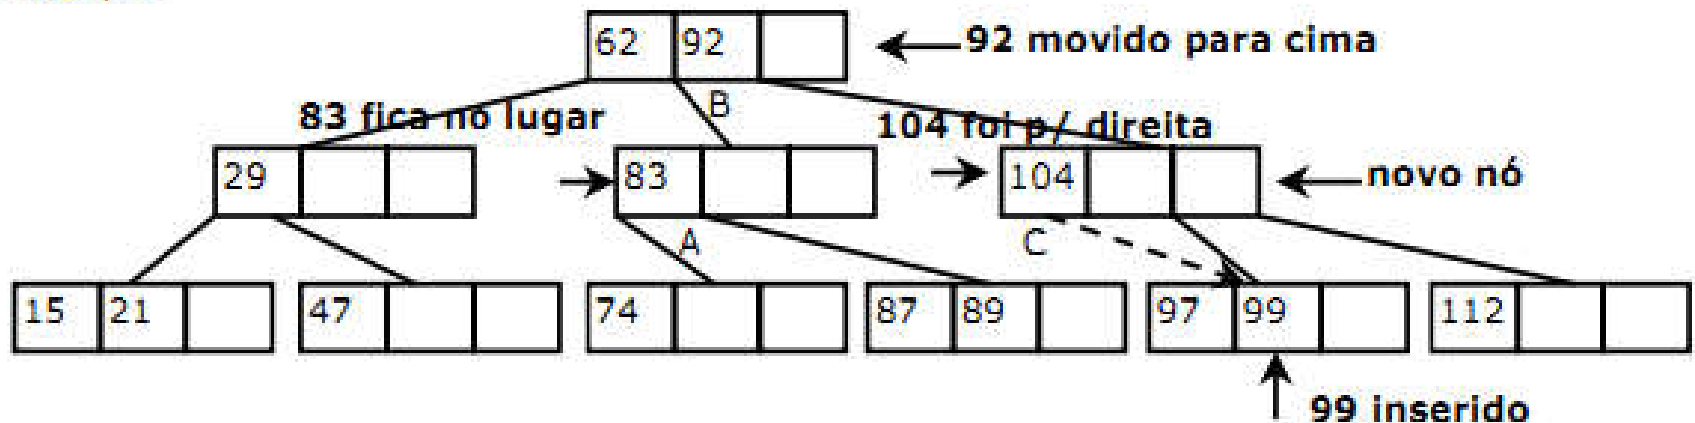 62 92
92 movido para cima
83 fica no lugar
B
104 foi p/ direita
29
83
104
novo nó
A
C
15 21
47
74
87 89
97 99
112
99 inserido